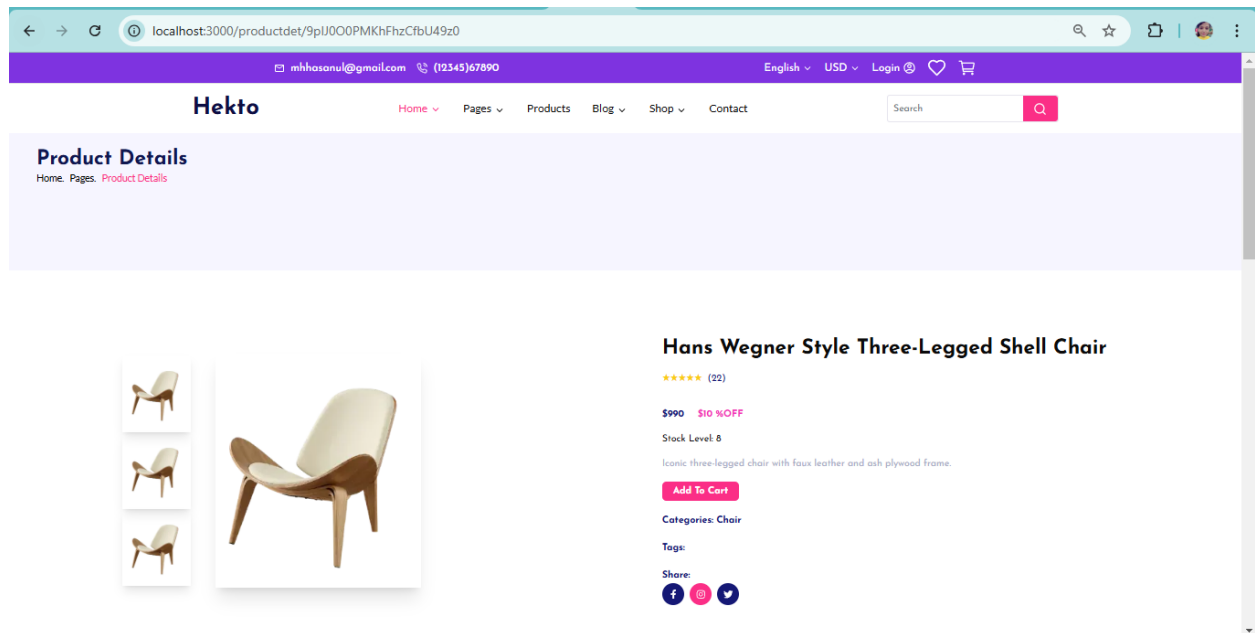 localhost:3000/productdet/9pIJ0O0PMKhFhzCfbU49z0
mhhasanul@gmail.com (12345)67890 English USD Login
Hekto Home Pages Products Blog Shop Contact Search
Product Details
Home. Pages. Product Details
Hans Wegner Style Three-Legged Shell Chair
★★★★★ (22)
$990 $10 %OFF
Stock Level: 8
Iconic three-legged chair with faux leather and ash plywood frame.
Add To Cart
Categories: Chair
Tags:
Share: